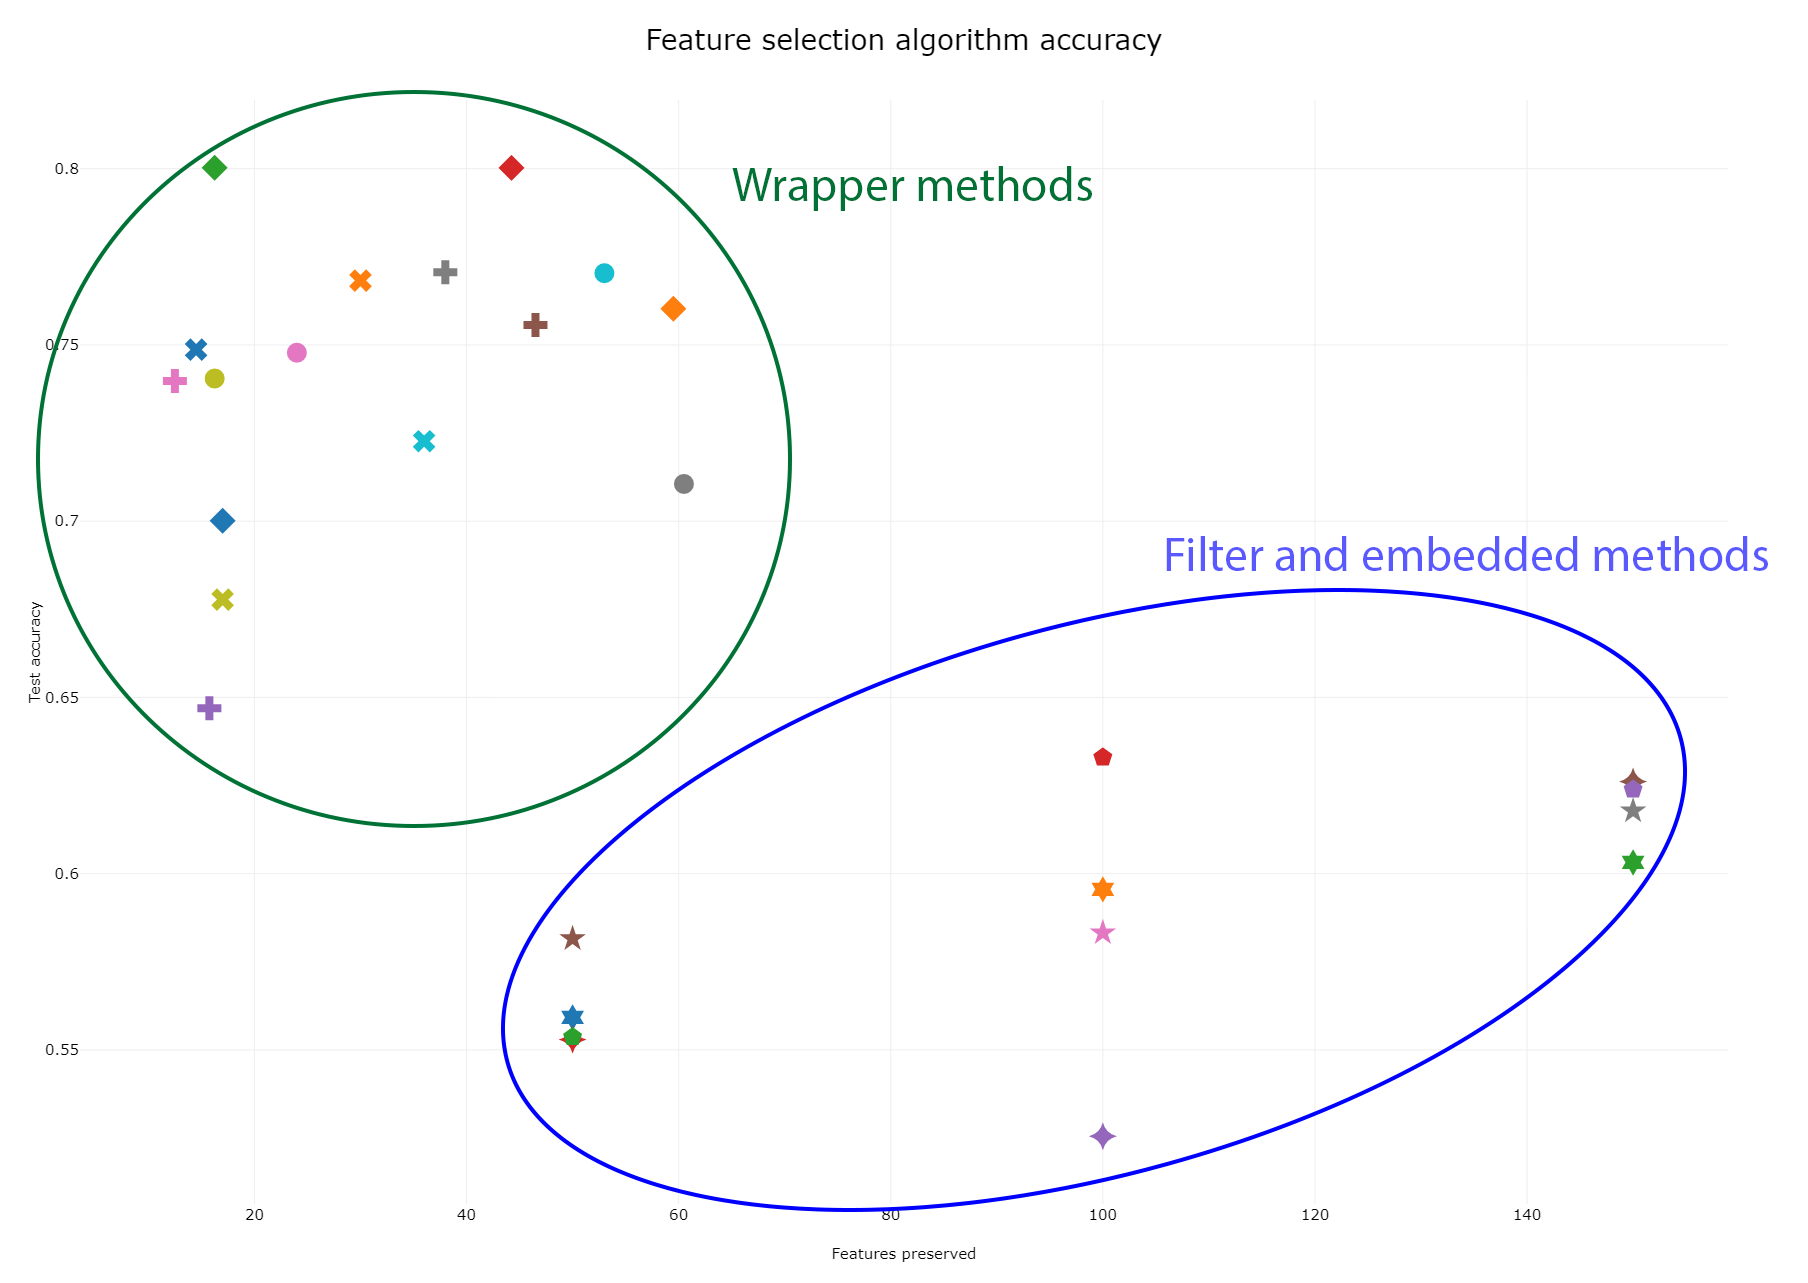 Feature selection algorithm accuracy
Wrapper methods
Filter and embedded methods
0.8
0.75
0.7
0.65
0.6
0.55
Test accuracy
20 40 60 80 100 120 140
Features preserved